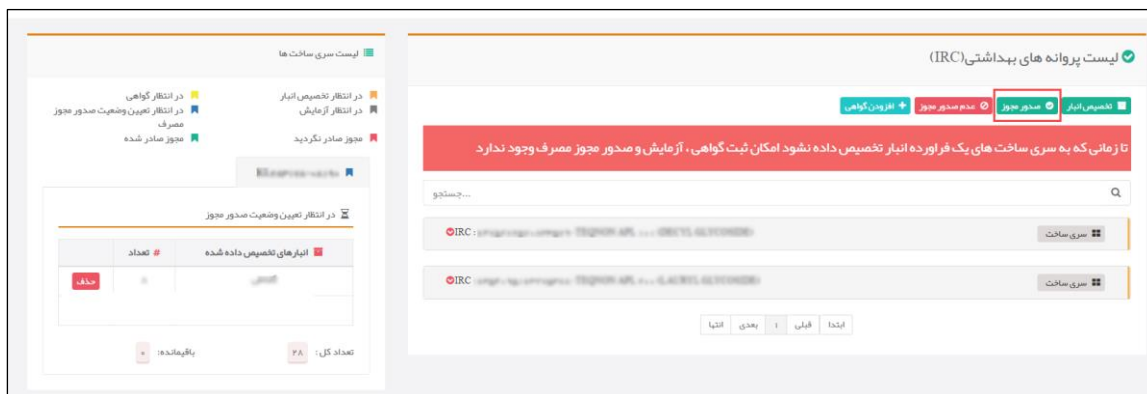 لیست پروانه های بهداشتی(IRC)
تخصیص انبار
صدور مجوز
عدم صدور مجوز
افزودن گواهی
تا زمانی که به سری ساخت های یک فراورده انبار تخصیص داده نشود امکان ثبت گواهی ، آزمایش و صدور مجوز مصرف وجود ندارد
جستجو...
IRC :
سری ساخت
IRC :
سری ساخت
ابتدا قبلی ۱ بعدی انتها
لیست سری ساخت ها
در انتظار تخصیص انبار
در انتظار گواهی
در انتظار آزمایش
در انتظار تعیین وضعیت صدور مجوز
مصرف
مجوز صادر نگردید
مجوز صادر شده
در انتظار تعیین وضعیت صدور مجوز
انبارهای تخصیص داده شده
# تعداد
حذف
تعداد کل : ۲۸
باقیمانده: ۰